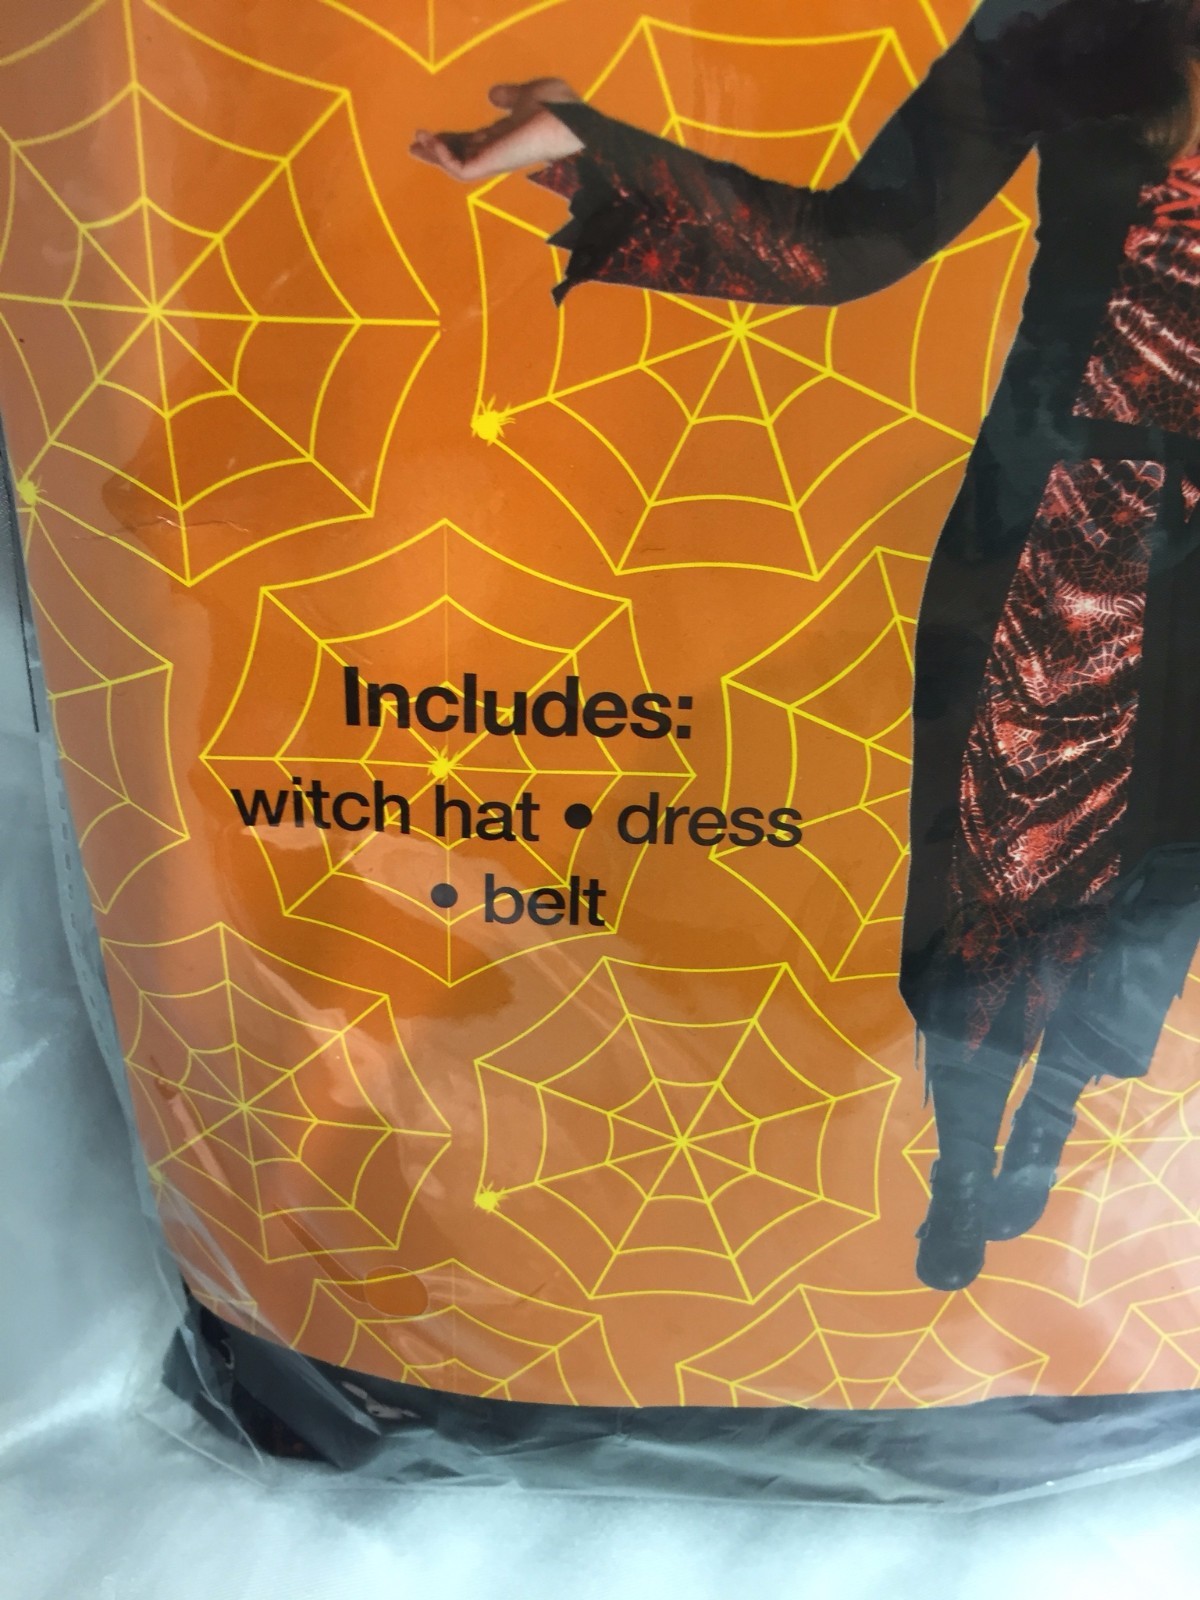 Includes:
witch hat • dress
• belt